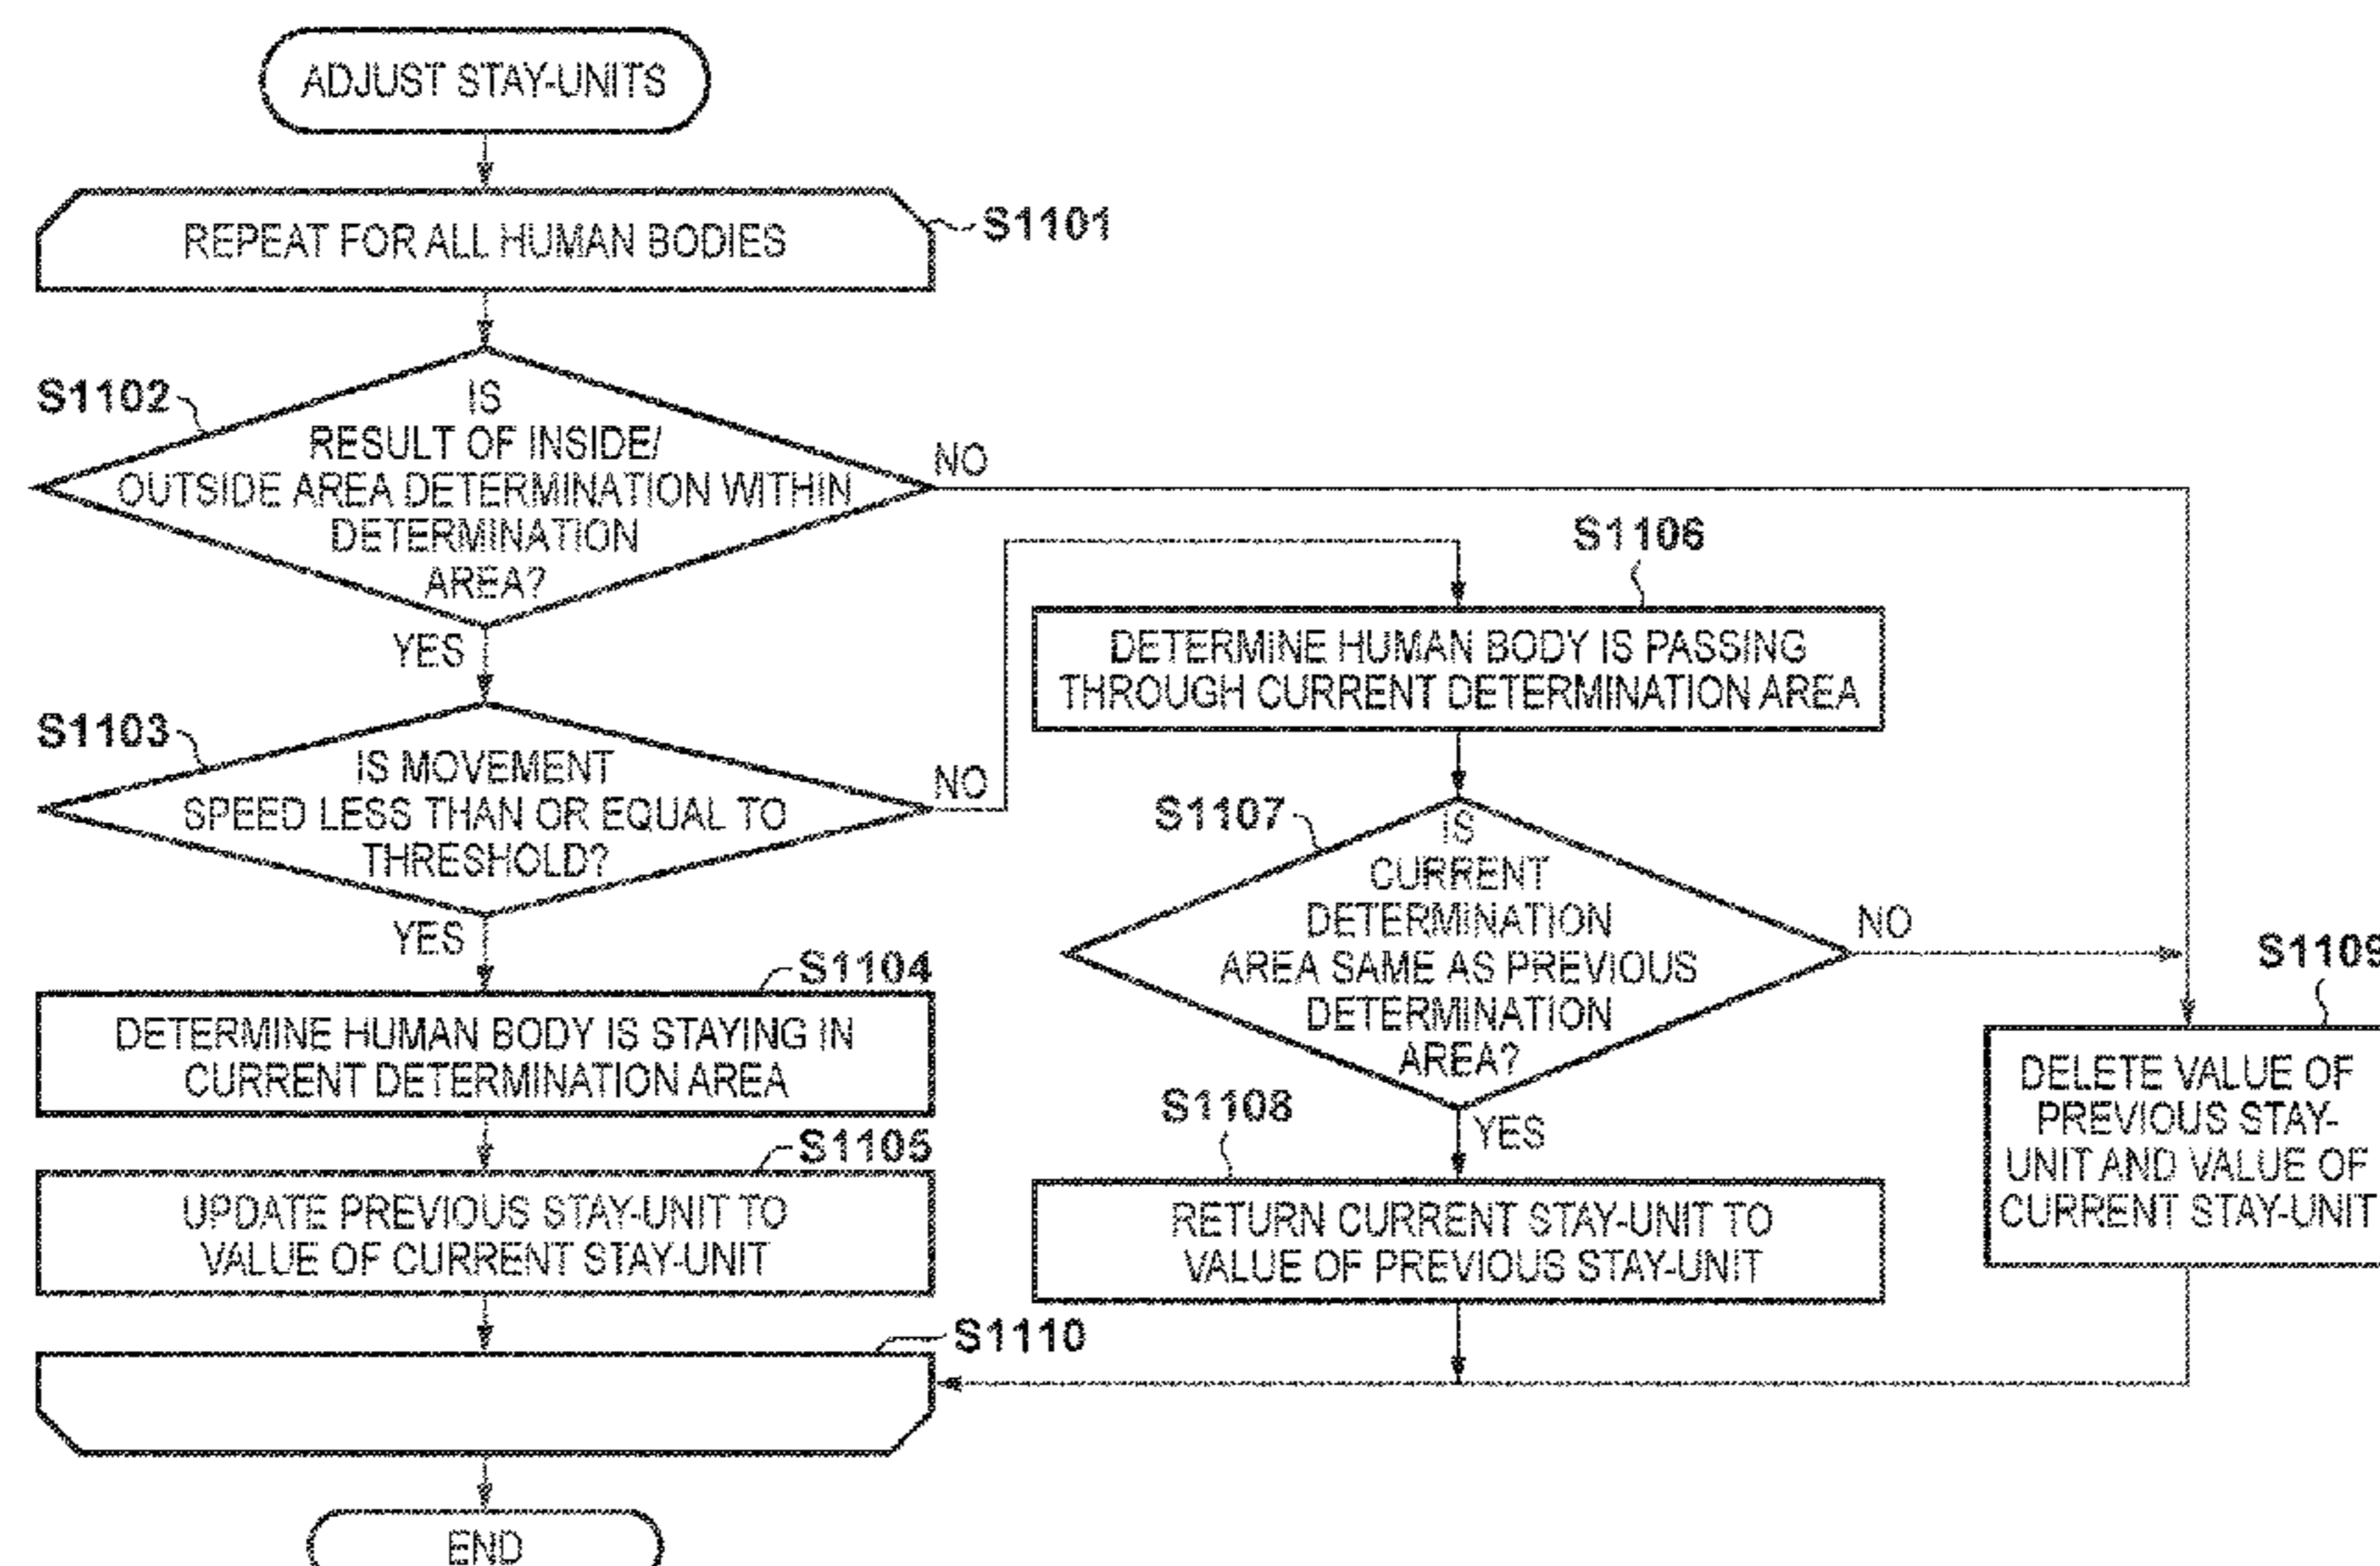 ADJUST STAY-UNITS
REPEAT FOR ALL HUMAN BODIES
S1101
S1102
IS
RESULT OF INSIDE/
OUTSIDE AREA DETERMINATION WITHIN
DETERMINATION
AREA?
NO
YES
S1103
IS MOVEMENT
SPEED LESS THAN OR EQUAL TO
THRESHOLD?
NO
YES
S1104
DETERMINE HUMAN BODY IS STAYING IN
CURRENT DETERMINATION AREA
S1105
UPDATE PREVIOUS STAY-UNIT TO
VALUE OF CURRENT STAY-UNIT
S1106
DETERMINE HUMAN BODY IS PASSING
THROUGH CURRENT DETERMINATION AREA
S1107
IS
CURRENT
DETERMINATION
AREA SAME AS PREVIOUS
DETERMINATION
AREA?
NO
YES
S1108
RETURN CURRENT STAY-UNIT TO
VALUE OF PREVIOUS STAY-UNIT
S1109
DELETE VALUE OF
PREVIOUS STAY-
UNIT AND VALUE OF
CURRENT STAY-UNIT
S1110
END